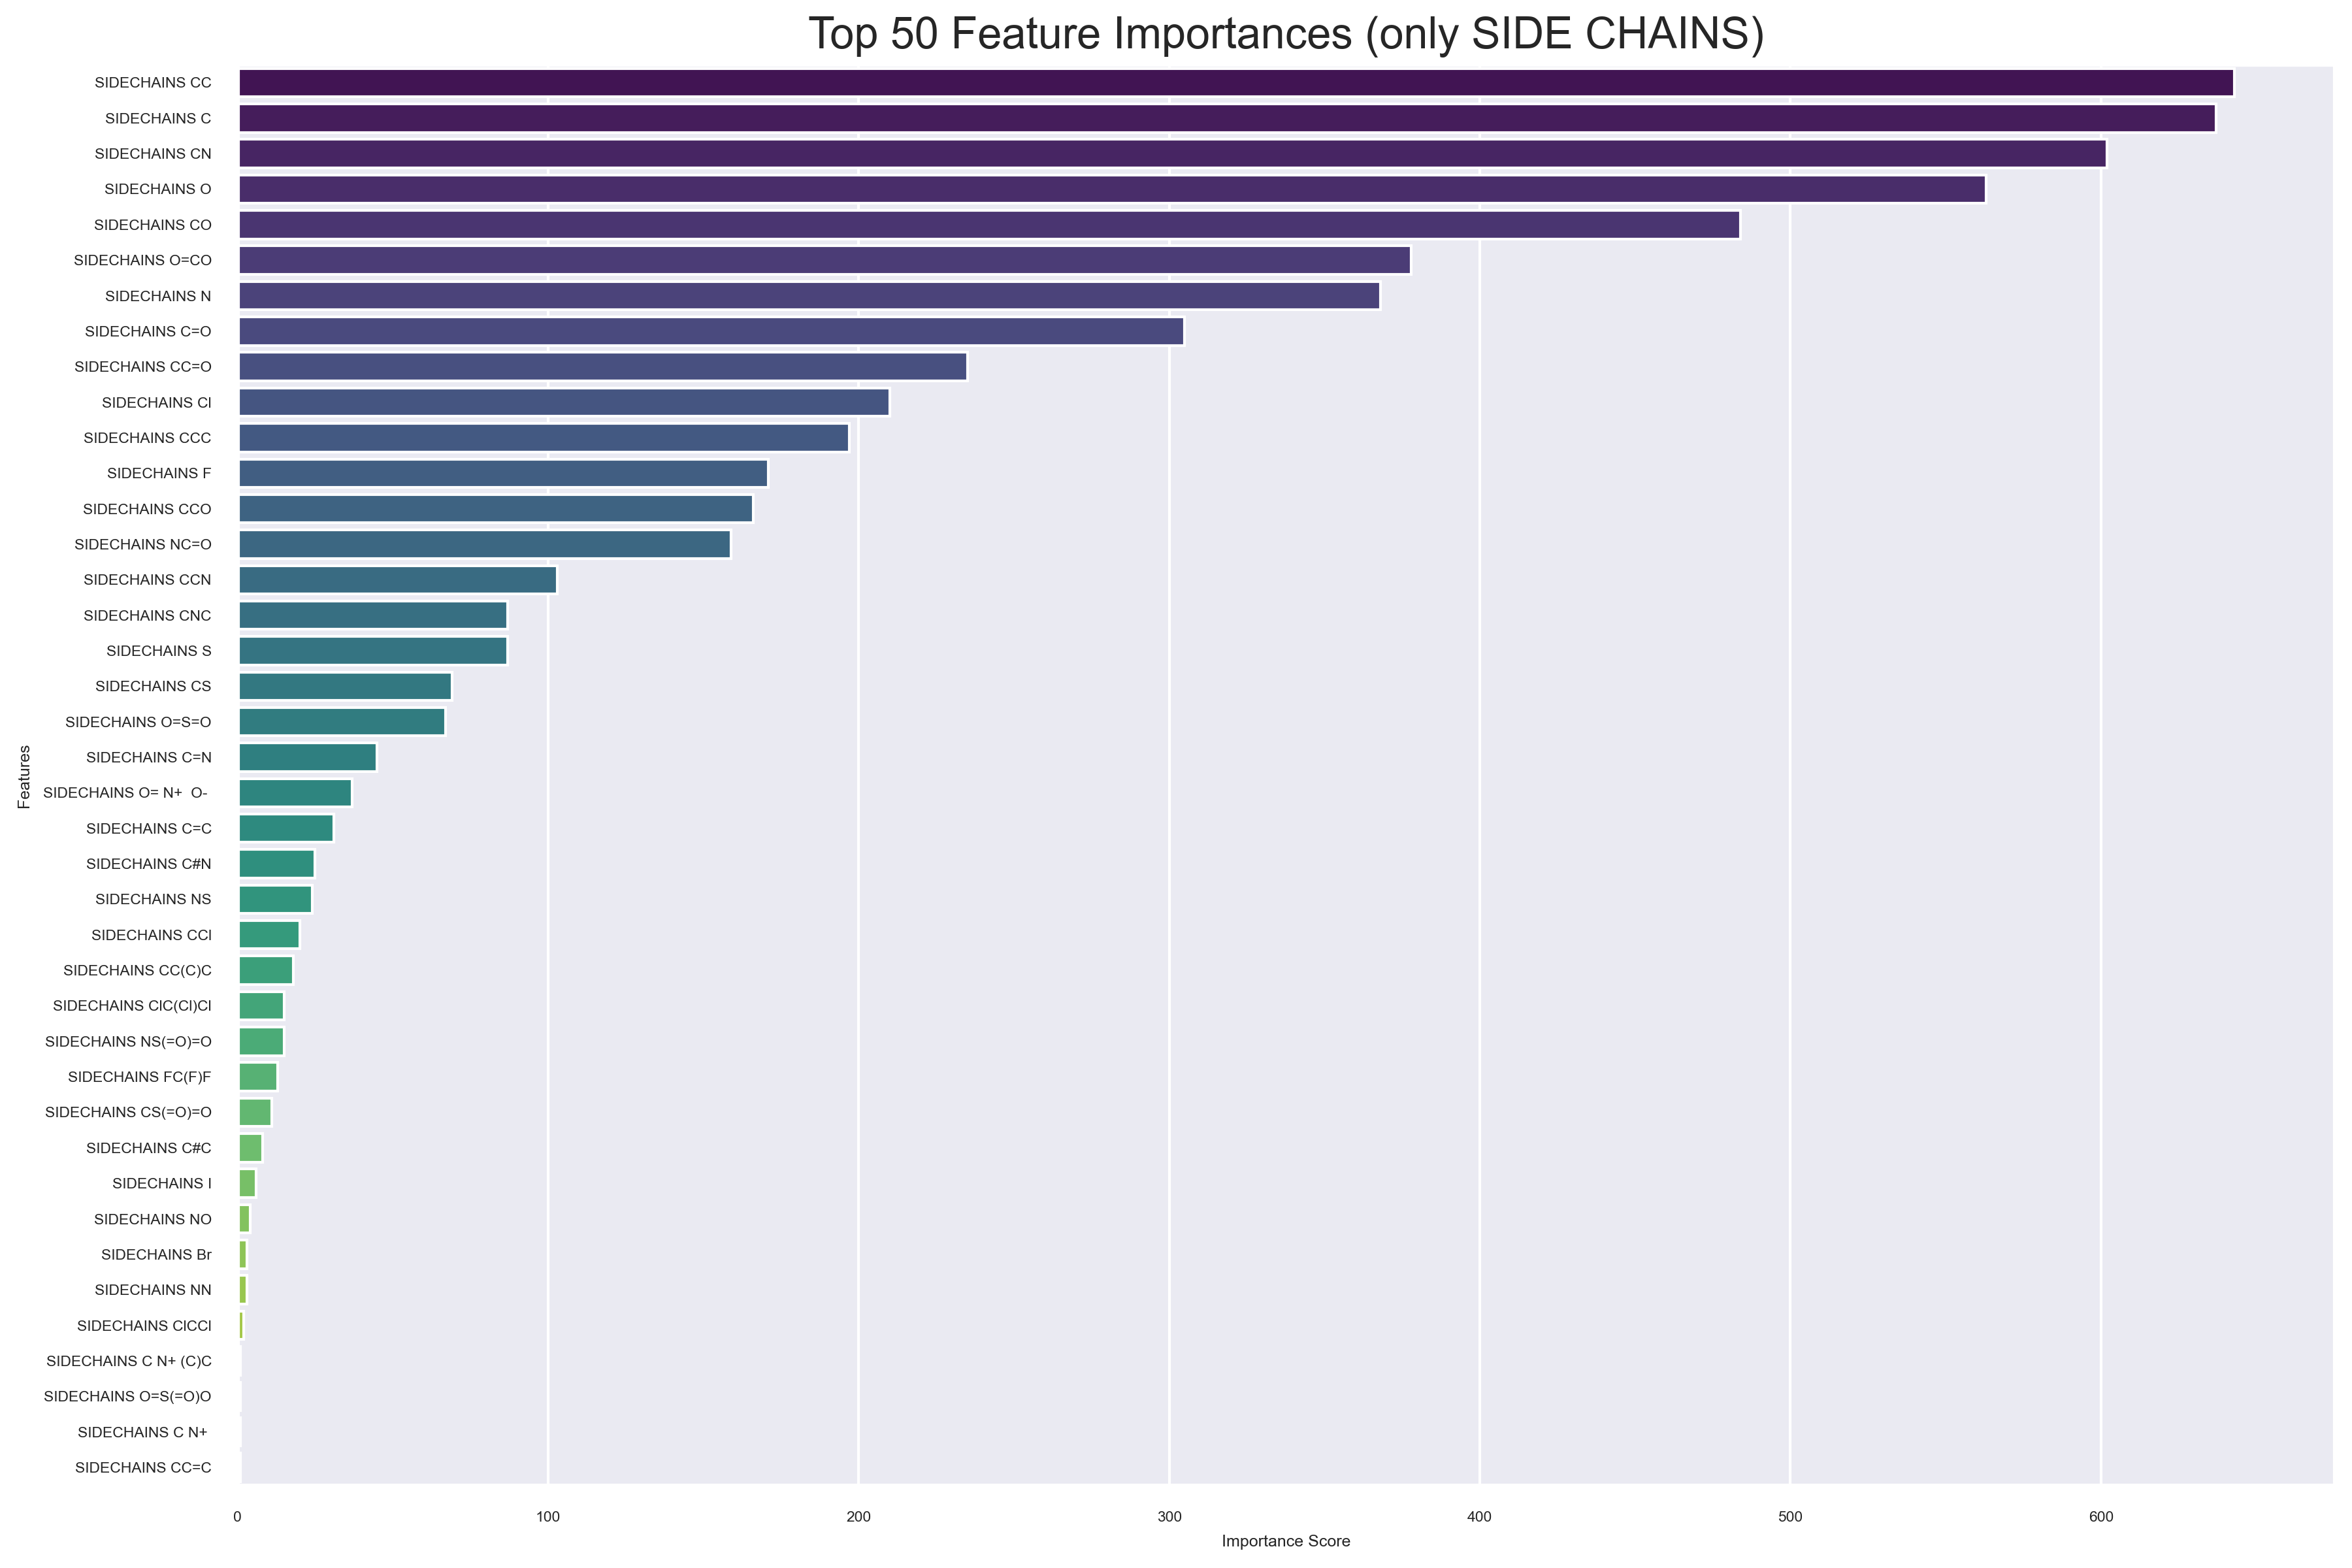 Top 50 Feature Importances (only SIDE CHAINS)
SIDECHAINS CC
SIDECHAINS C
SIDECHAINS CN
SIDECHAINS O
SIDECHAINS CO
SIDECHAINS O=CO
SIDECHAINS N
SIDECHAINS C=O
SIDECHAINS CC=O
SIDECHAINS Cl
SIDECHAINS CCC
SIDECHAINS F
SIDECHAINS CCO
SIDECHAINS NC=O
SIDECHAINS CCN
SIDECHAINS CNC
SIDECHAINS S
SIDECHAINS CS
SIDECHAINS O=S=O
SIDECHAINS C=N
SIDECHAINS O= N+  O-
SIDECHAINS C=C
SIDECHAINS C#N
SIDECHAINS NS
SIDECHAINS CCl
SIDECHAINS CC(C)C
SIDECHAINS ClC(Cl)Cl
SIDECHAINS NS(=O)=O
SIDECHAINS FC(F)F
SIDECHAINS CS(=O)=O
SIDECHAINS C#C
SIDECHAINS I
SIDECHAINS NO
SIDECHAINS Br
SIDECHAINS NN
SIDECHAINS ClCCl
SIDECHAINS C N+ (C)C
SIDECHAINS O=S(=O)O
SIDECHAINS C N+
SIDECHAINS CC=C
Features
0 100 200 300 400 500 600
Importance Score